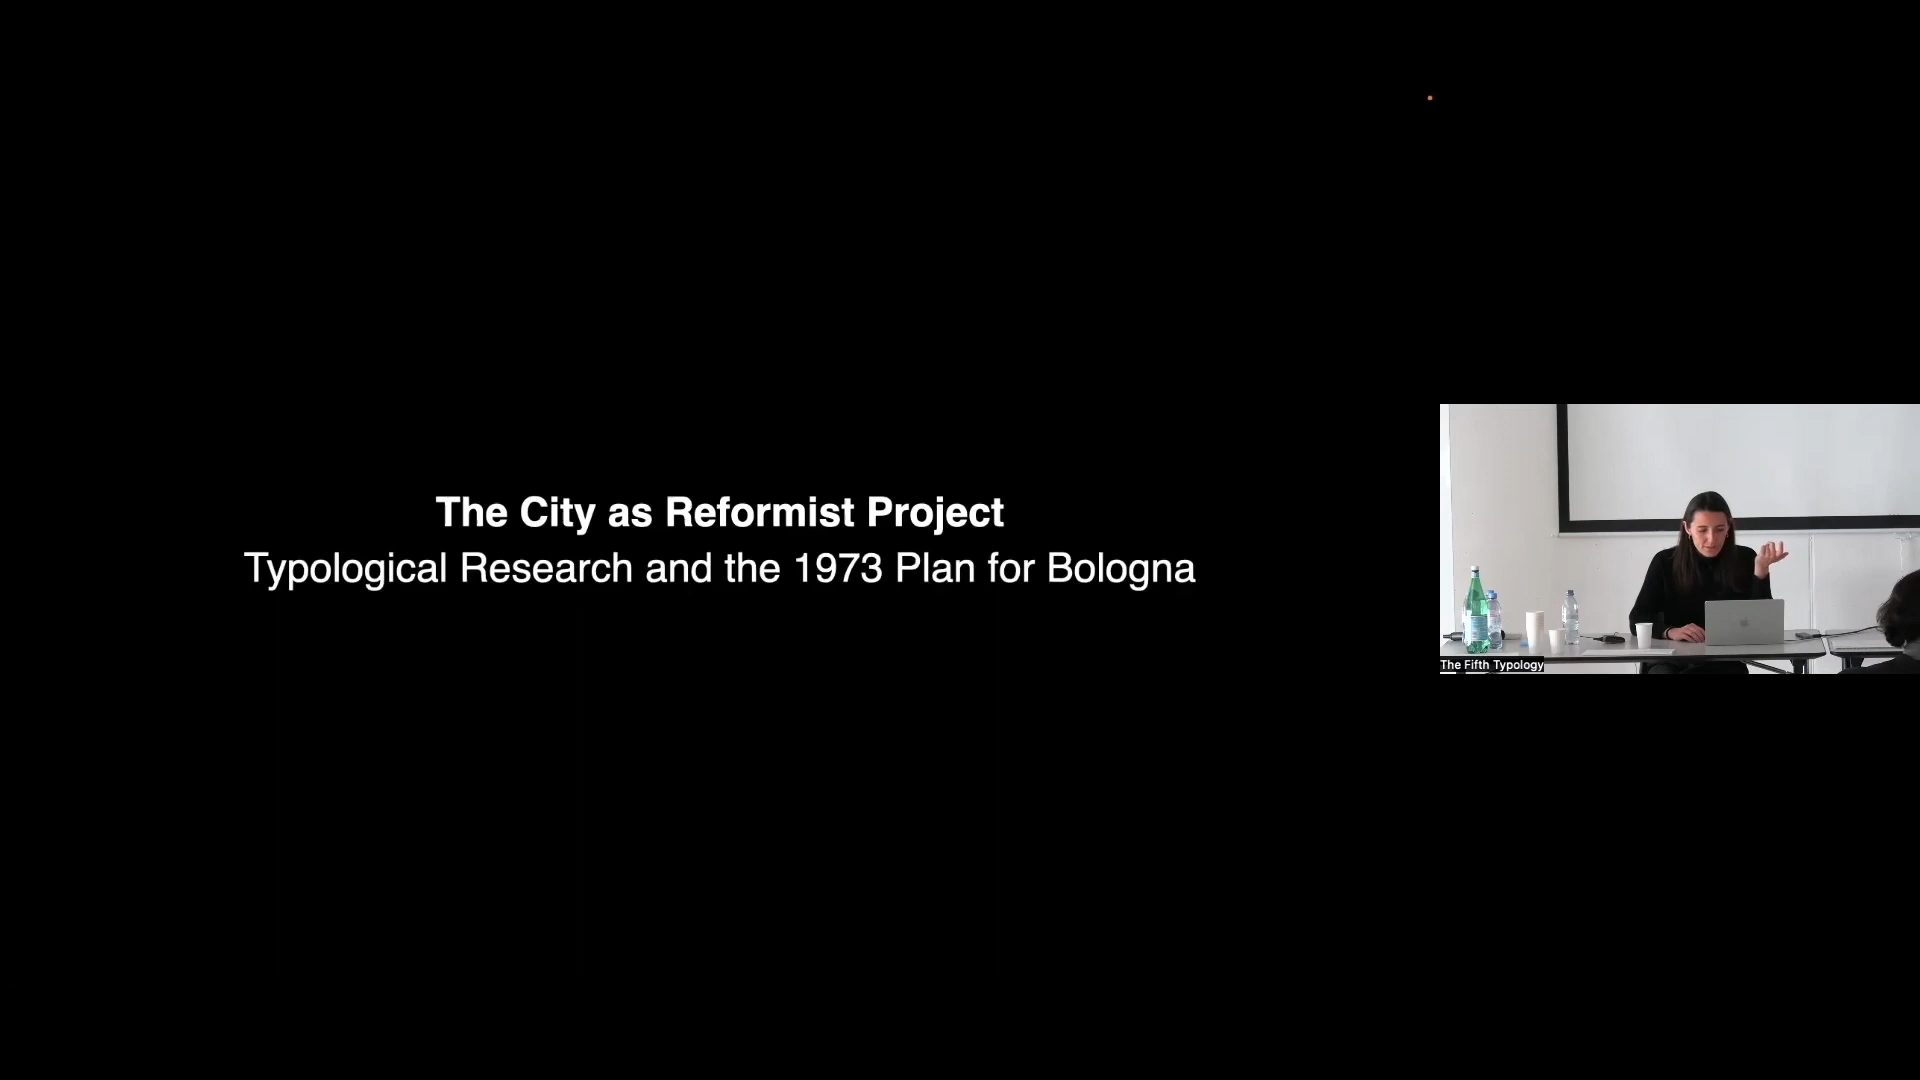 The City as Reformist Project
Typological Research and the 1973 Plan for Bologna
The Fifth Typology